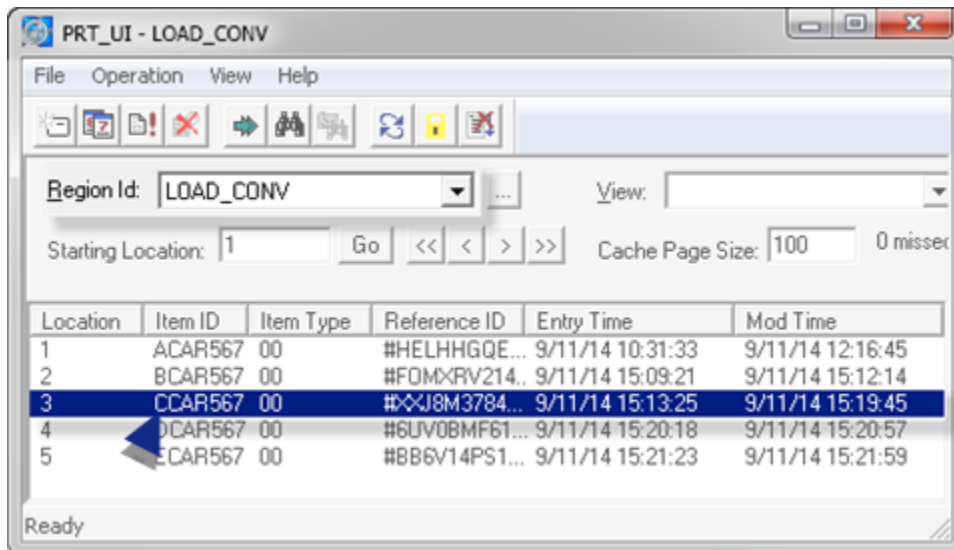 PRT_UI - LOAD_CONV
File Operation View Help
Region Id: LOAD_CONV ... View:
Starting Location: 1 Go << < > >> Cache Page Size: 100 0 missed
Location Item ID Item Type Reference ID Entry Time Mod Time
1 ACAR567 00 #HELHHGQE... 9/11/14 10:31:33 9/11/14 12:16:45
2 BCAR567 00 #FOMXRV214.. 9/11/14 15:09:21 9/11/14 15:12:14
3 CCAR567 00 #XXJ8M3784... 9/11/14 15:13:25 9/11/14 15:19:45
4 DCAR567 00 #6UV0BMF61... 9/11/14 15:20:18 9/11/14 15:20:57
5 ECAR567 00 #BB6V14PS1... 9/11/14 15:21:23 9/11/14 15:21:59
Ready